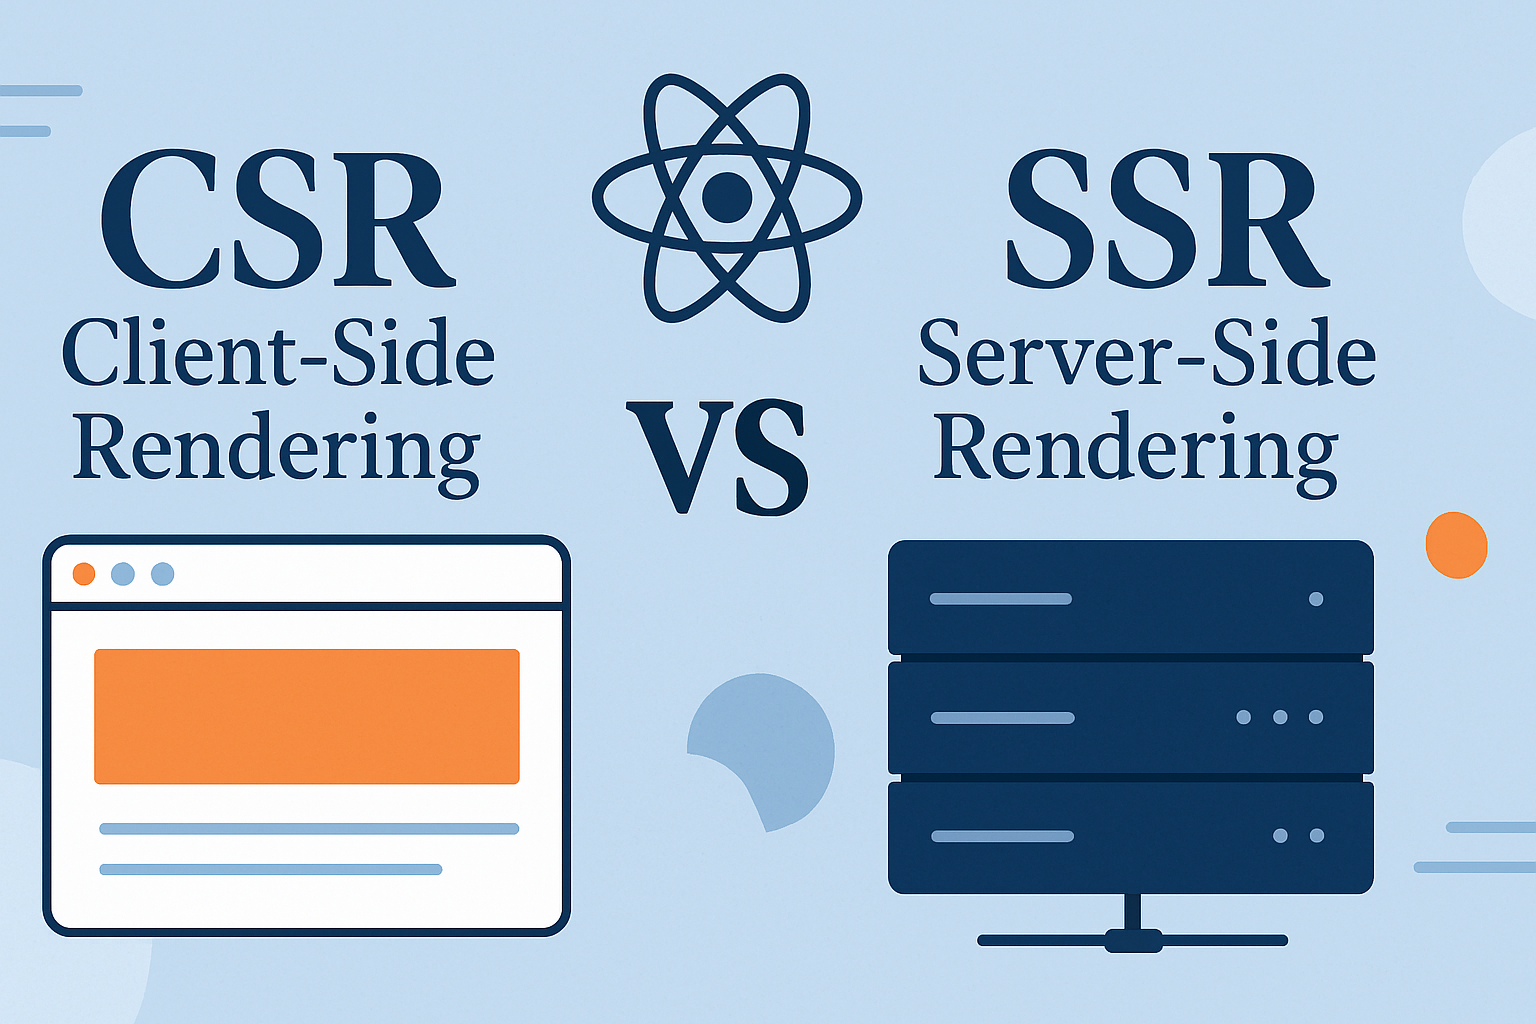 CSR
Client-Side
Rendering
VS
SSR
Server-Side
Rendering